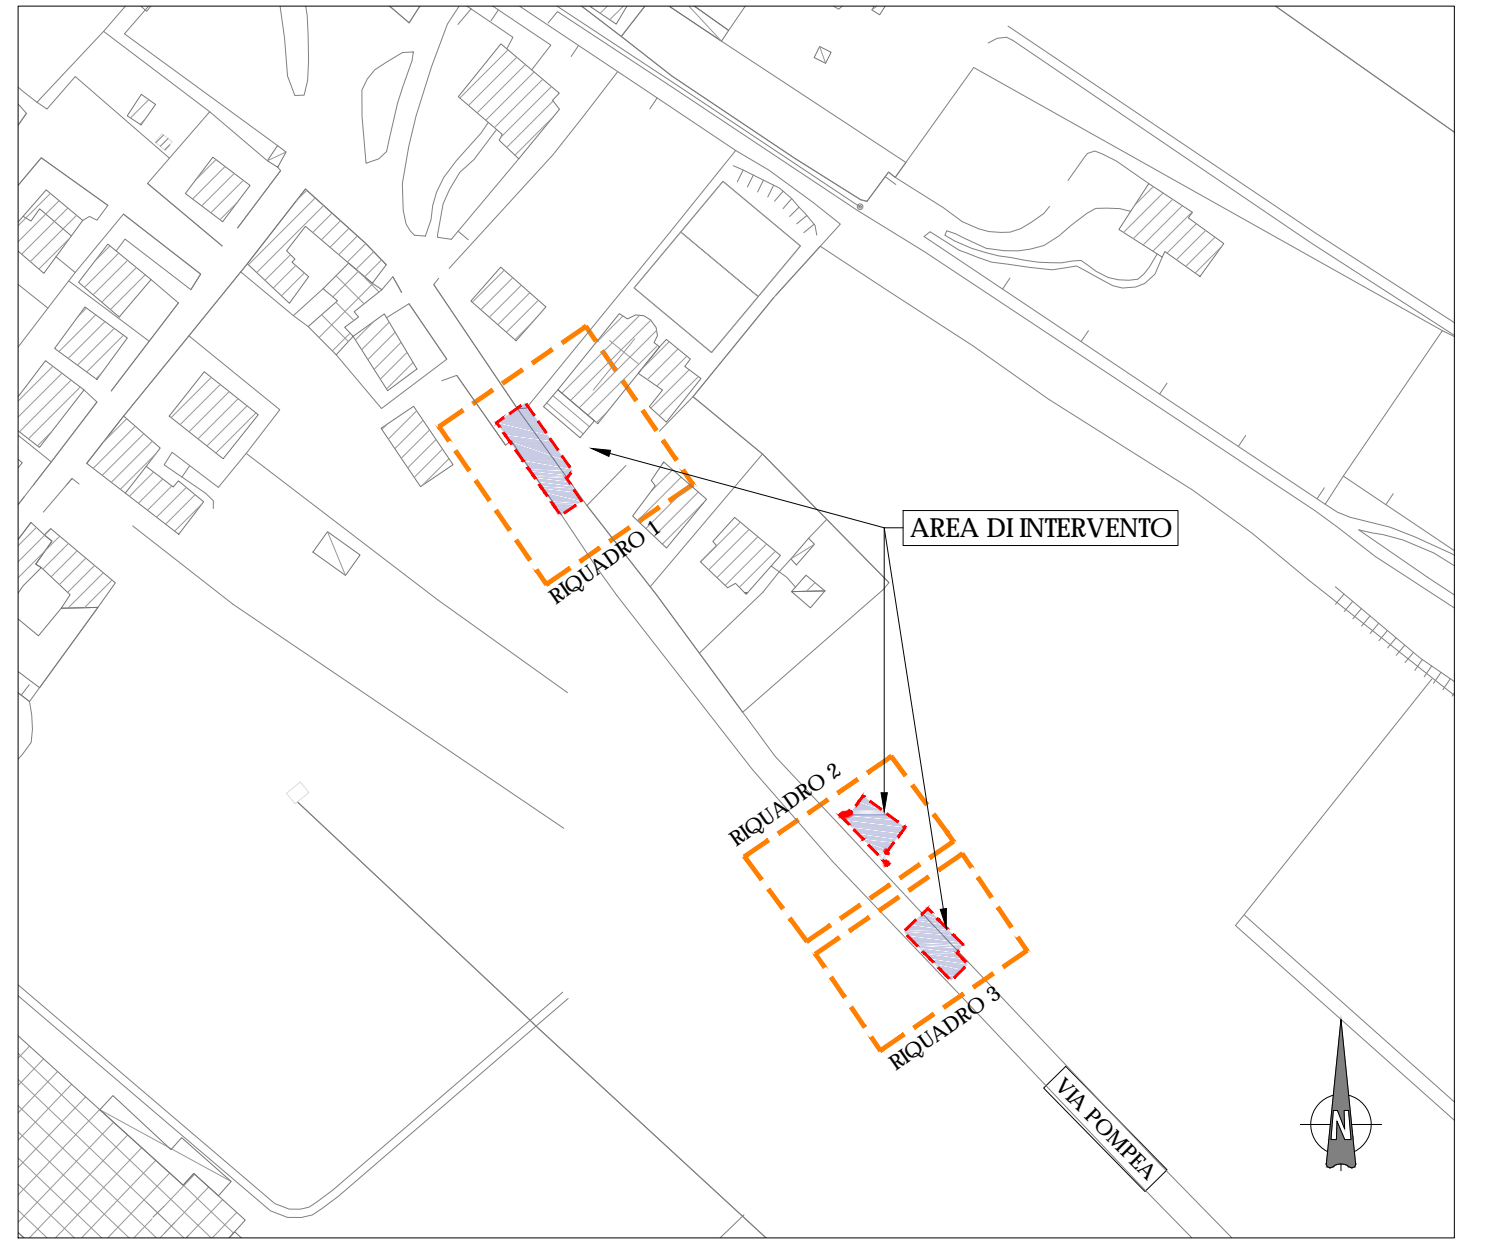 AREA DI INTERVENTO
RIQUADRO 1
RIQUADRO 2
RIQUADRO 3
VIA POMPEA
N